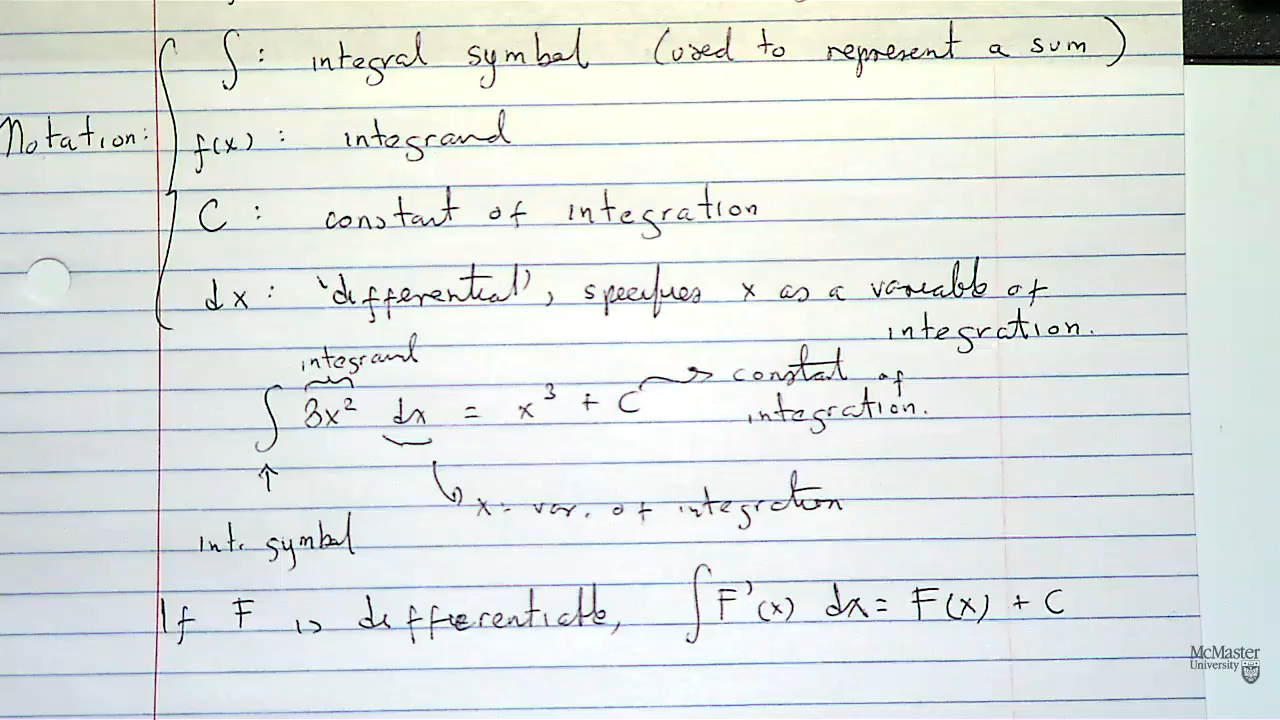 ∫ : integral symbol (used to represent a sum)
Notation: f(x) : integrand
C : constant of integration
dx : 'differential', specifies x as a variable of
integration.
integrand
∫ 3x² dx = x³ + C → constat of
integration.
↑
↳ x = var. of integration
Int. symbol
If F is differentiable, ∫F'(x) dx = F(x) + C
McMaster
University